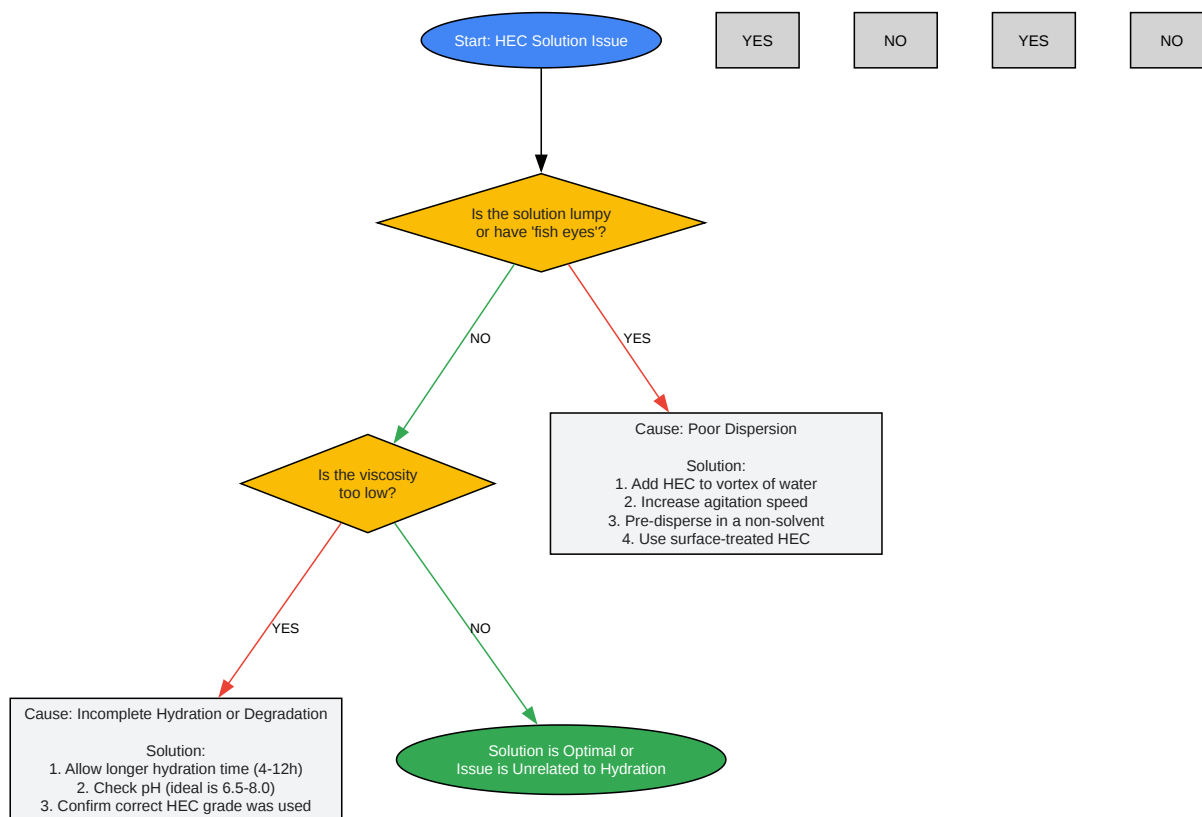 Start: HEC Solution Issue
YES
NO
YES
NO
Is the solution lumpy
or have 'fish eyes'?
NO
YES
Cause: Poor Dispersion
Solution:
1. Add HEC to vortex of water
2. Increase agitation speed
3. Pre-disperse in a non-solvent
4. Use surface-treated HEC
Is the viscosity
too low?
YES
NO
Cause: Incomplete Hydration or Degradation
Solution:
1. Allow longer hydration time (4-12h)
2. Check pH (ideal is 6.5-8.0)
3. Confirm correct HEC grade was used
Solution is Optimal or
Issue is Unrelated to Hydration